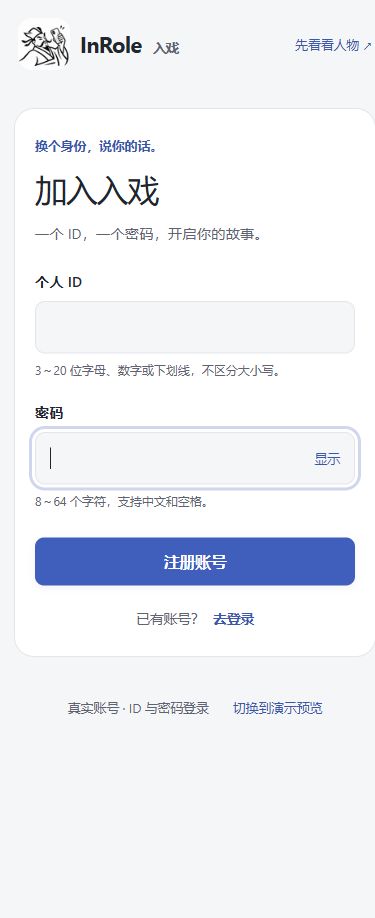 InRole 入戏 先看看人物 ↗
换个身份，说你的话。
加入入戏
一个 ID，一个密码，开启你的故事。
个人 ID
3～20 位字母、数字或下划线，不区分大小写。
密码
显示
8～64 个字符，支持中文和空格。
注册账号
已有账号？ 去登录
真实账号 · ID 与密码登录 切换到演示预览